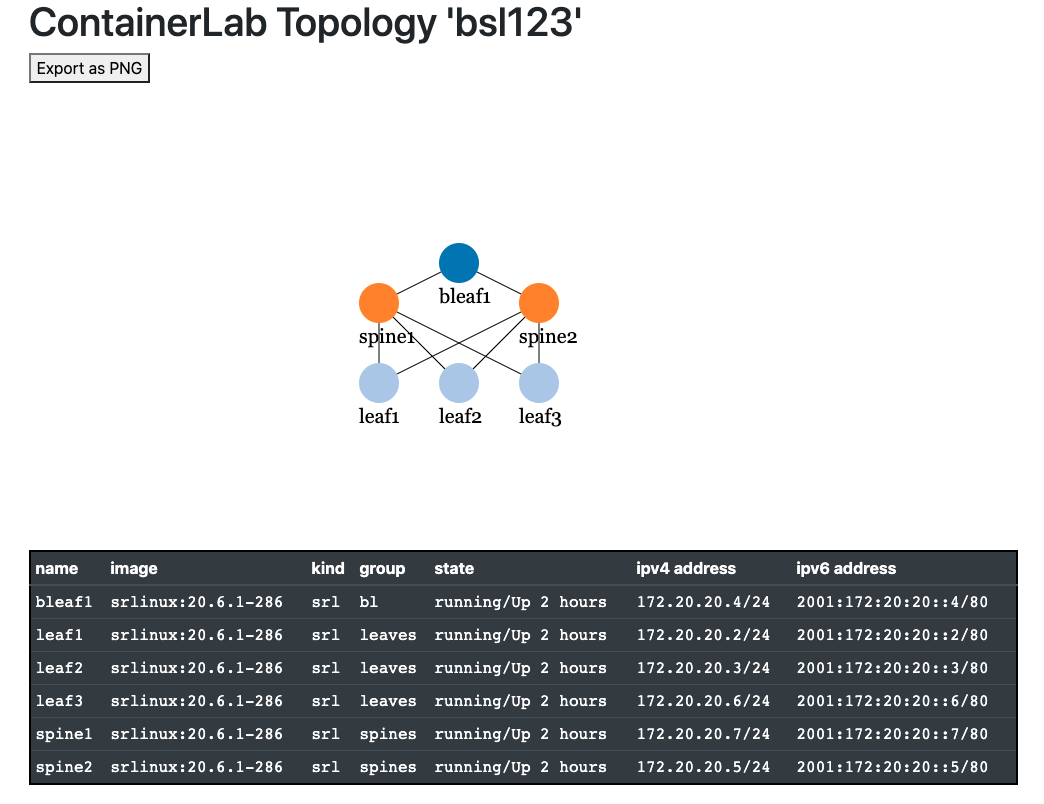 ContainerLab Topology 'bsl123'
Export as PNG
bleaf1
spine1 spine2
leaf1 leaf2 leaf3
name image kind group state ipv4 address ipv6 address
bleaf1 srlinux:20.6.1-286 srl bl running/Up 2 hours 172.20.20.4/24 2001:172:20:20::4/80
leaf1 srlinux:20.6.1-286 srl leaves running/Up 2 hours 172.20.20.2/24 2001:172:20:20::2/80
leaf2 srlinux:20.6.1-286 srl leaves running/Up 2 hours 172.20.20.3/24 2001:172:20:20::3/80
leaf3 srlinux:20.6.1-286 srl leaves running/Up 2 hours 172.20.20.6/24 2001:172:20:20::6/80
spine1 srlinux:20.6.1-286 srl spines running/Up 2 hours 172.20.20.7/24 2001:172:20:20::7/80
spine2 srlinux:20.6.1-286 srl spines running/Up 2 hours 172.20.20.5/24 2001:172:20:20::5/80